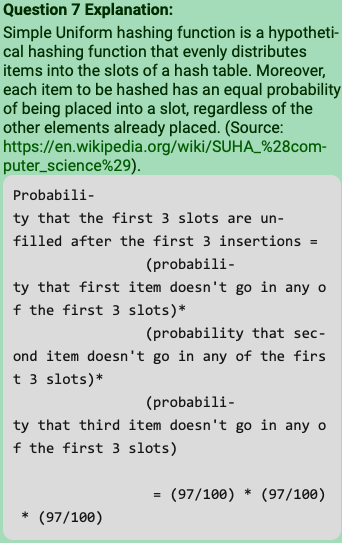 Question 7 Explanation:
Simple Uniform hashing function is a hypotheti-
cal hashing function that evenly distributes
items into the slots of a hash table. Moreover,
each item to be hashed has an equal probability
of being placed into a slot, regardless of the
other elements already placed. (Source:
https://en.wikipedia.org/wiki/SUHA_%28com-
puter_science%29).
Probabili-
ty that the first 3 slots are un-
filled after the first 3 insertions =
(probabili-
ty that first item doesn't go in any o
f the first 3 slots)*
(probability that sec-
ond item doesn't go in any of the firs
t 3 slots)*
(probabili-
ty that third item doesn't go in any o
f the first 3 slots)
= (97/100) * (97/100)
* (97/100)